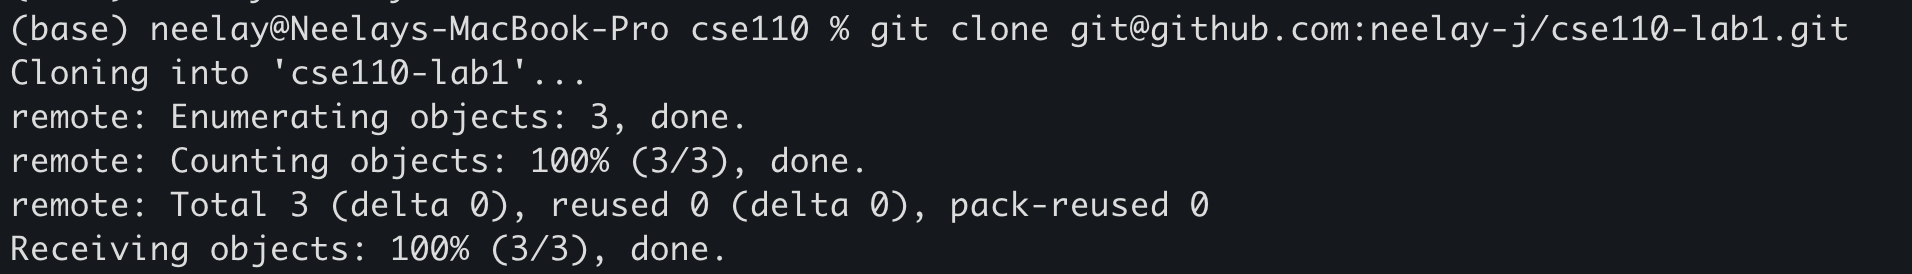 (base) neelay@Neelays-MacBook-Pro cse110 % git clone git@github.com:neelay-j/cse110-lab1.git
Cloning into 'cse110-lab1'...
remote: Enumerating objects: 3, done.
remote: Counting objects: 100% (3/3), done.
remote: Total 3 (delta 0), reused 0 (delta 0), pack-reused 0
Receiving objects: 100% (3/3), done.